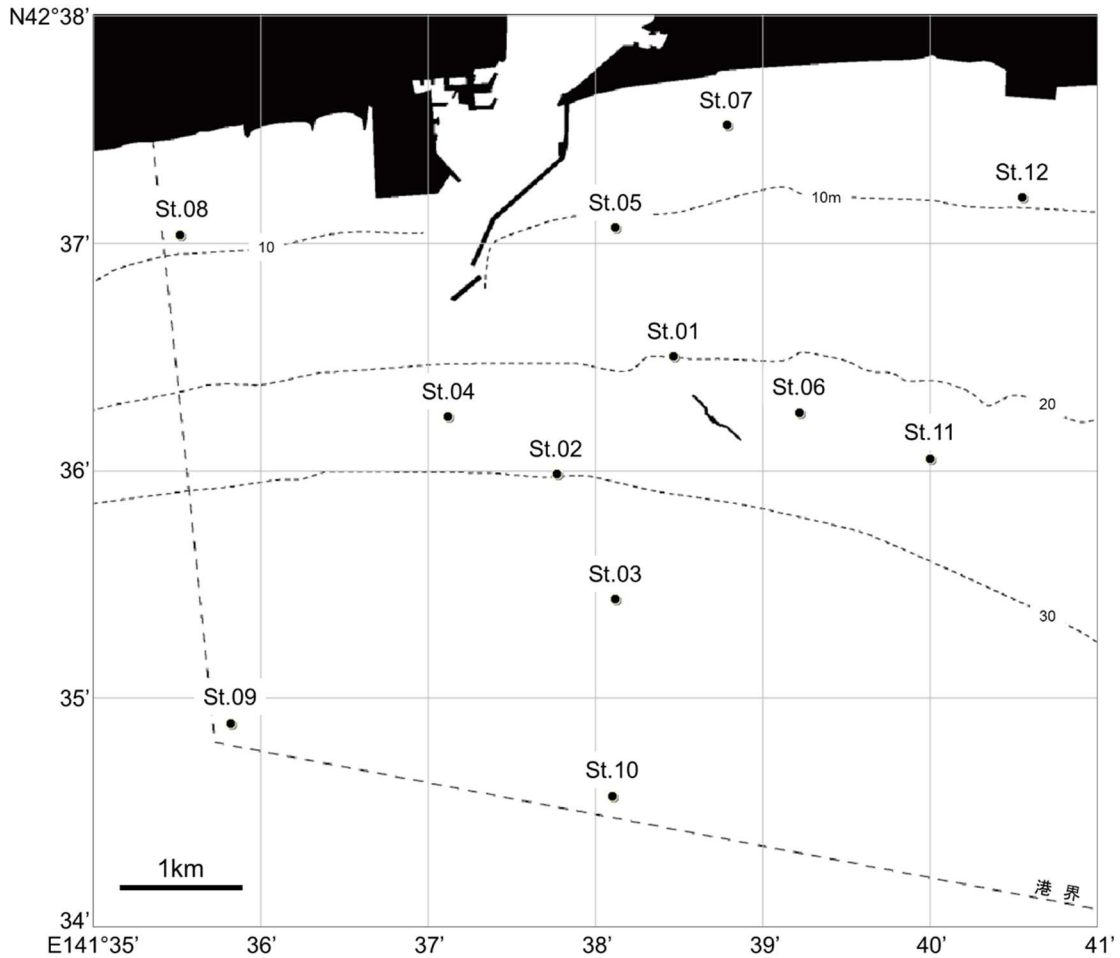 N42°38'
St.07
St.12
10m
St.08
St.05
37'
10
St.01
St.04
St.06
20
St.11
St.02
36'
St.03
30
35'
St.09
St.10
1km
港界
34'
E141°35'
36'
37'
38'
39'
40'
41'